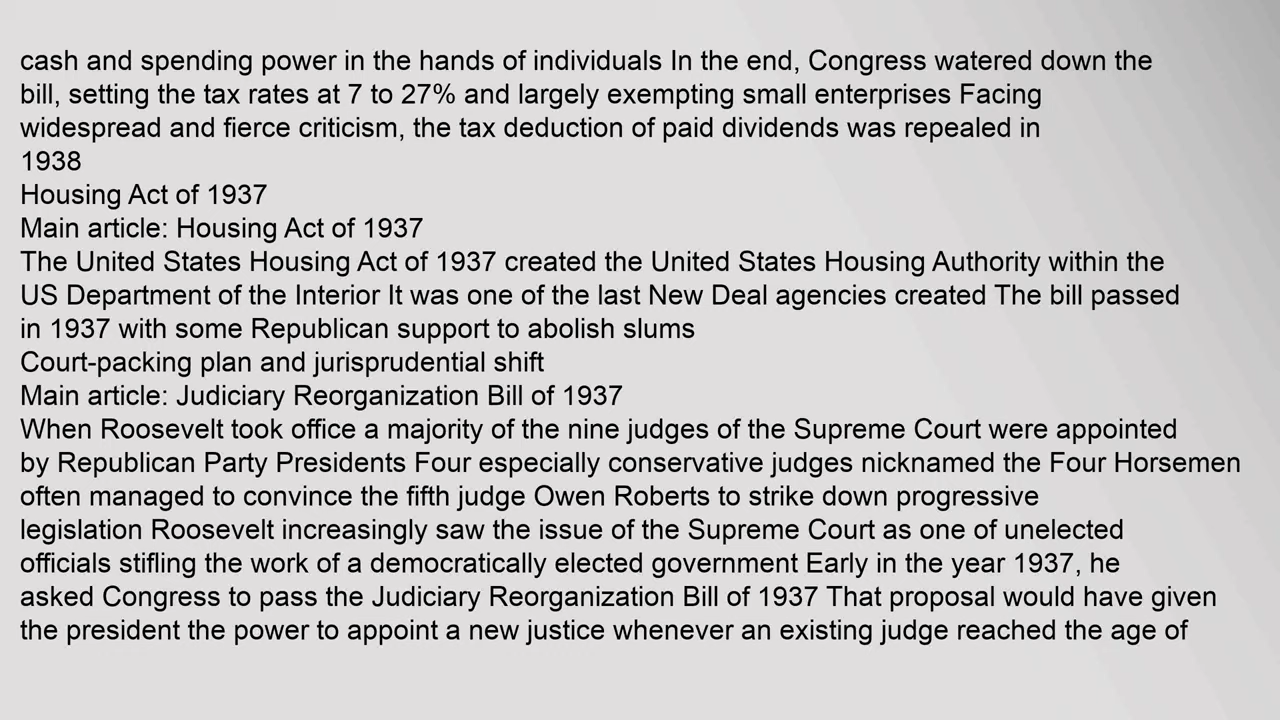 cash and spending power in the hands of individuals In the end, Congress watered down the
bill, setting the tax rates at 7 to 27% and largely exempting small enterprises Facing
widespread and fierce criticism, the tax deduction of paid dividends was repealed in
1938
Housing Act of 1937
Main article: Housing Act of 1937
The United States Housing Act of 1937 created the United States Housing Authority within the
US Department of the Interior It was one of the last New Deal agencies created The bill passed
in 1937 with some Republican support to abolish slums
Court-packing plan and jurisprudential shift
Main article: Judiciary Reorganization Bill of 1937
When Roosevelt took office a majority of the nine judges of the Supreme Court were appointed
by Republican Party Presidents Four especially conservative judges nicknamed the Four Horsemen
often managed to convince the fifth judge Owen Roberts to strike down progressive
legislation Roosevelt increasingly saw the issue of the Supreme Court as one of unelected
officials stifling the work of a democratically elected government Early in the year 1937, he
asked Congress to pass the Judiciary Reorganization Bill of 1937 That proposal would have given
the president the power to appoint a new justice whenever an existing judge reached the age of